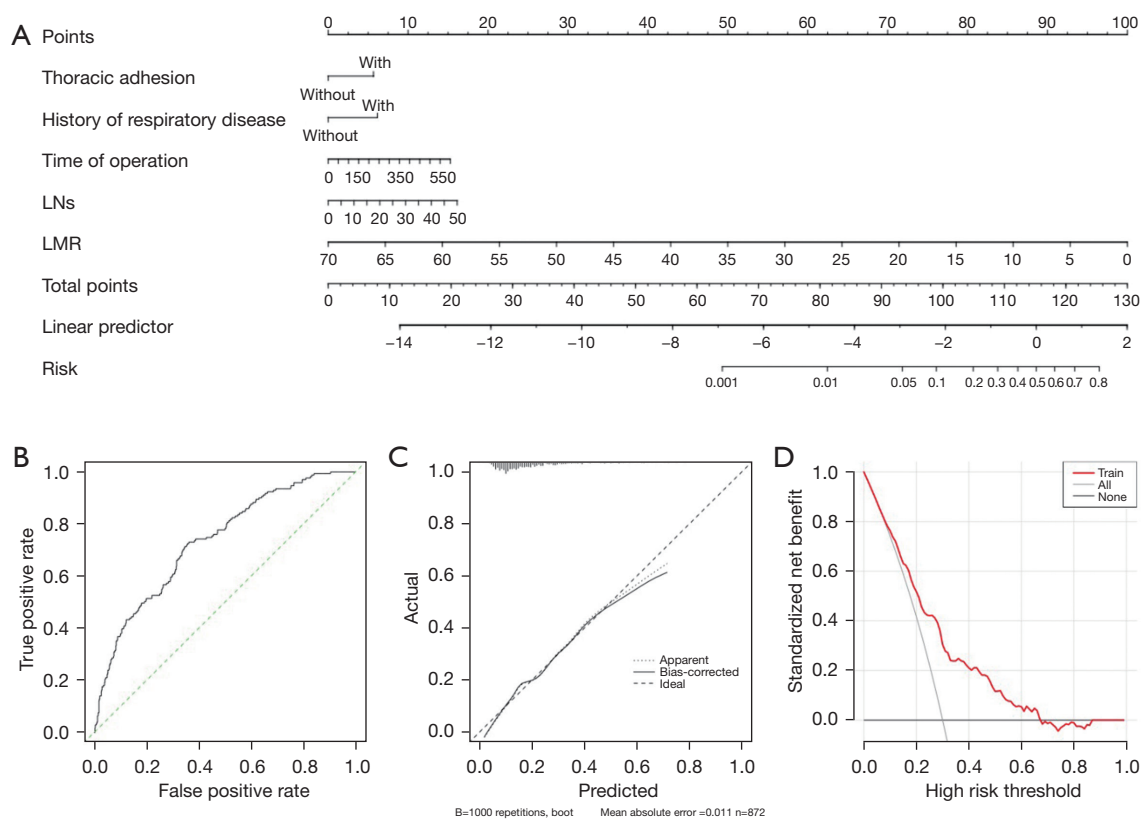 A
Points
0 10 20 30 40 50 60 70 80 90 100
Thoracic adhesion
With
Without
History of respiratory disease
With
Without
Time of operation
0 150 350 550
LNs
0 10 20 30 40 50
LMR
70 65 60 55 50 45 40 35 30 25 20 15 10 5 0
Total points
0 10 20 30 40 50 60 70 80 90 100 110 120 130
Linear predictor
−14 −12 −10 −8 −6 −4 −2 0 2
Risk
0.001 0.01 0.05 0.1 0.2 0.3 0.4 0.5 0.6 0.7 0.8
B
True positive rate
1.0
0.8
0.6
0.4
0.2
0.0
0.0 0.2 0.4 0.6 0.8 1.0
False positive rate
C
Actual
1.0
0.8
0.6
0.4
0.2
0.0
Apparent
Bias-corrected
Ideal
0.0 0.2 0.4 0.6 0.8 1.0
Predicted
B=1000 repetitions, boot Mean absolute error =0.011 n=872
D
Standardized net benefit
1.0
0.8
0.6
0.4
0.2
0.0
Train
All
None
0.0 0.2 0.4 0.6 0.8 1.0
High risk threshold